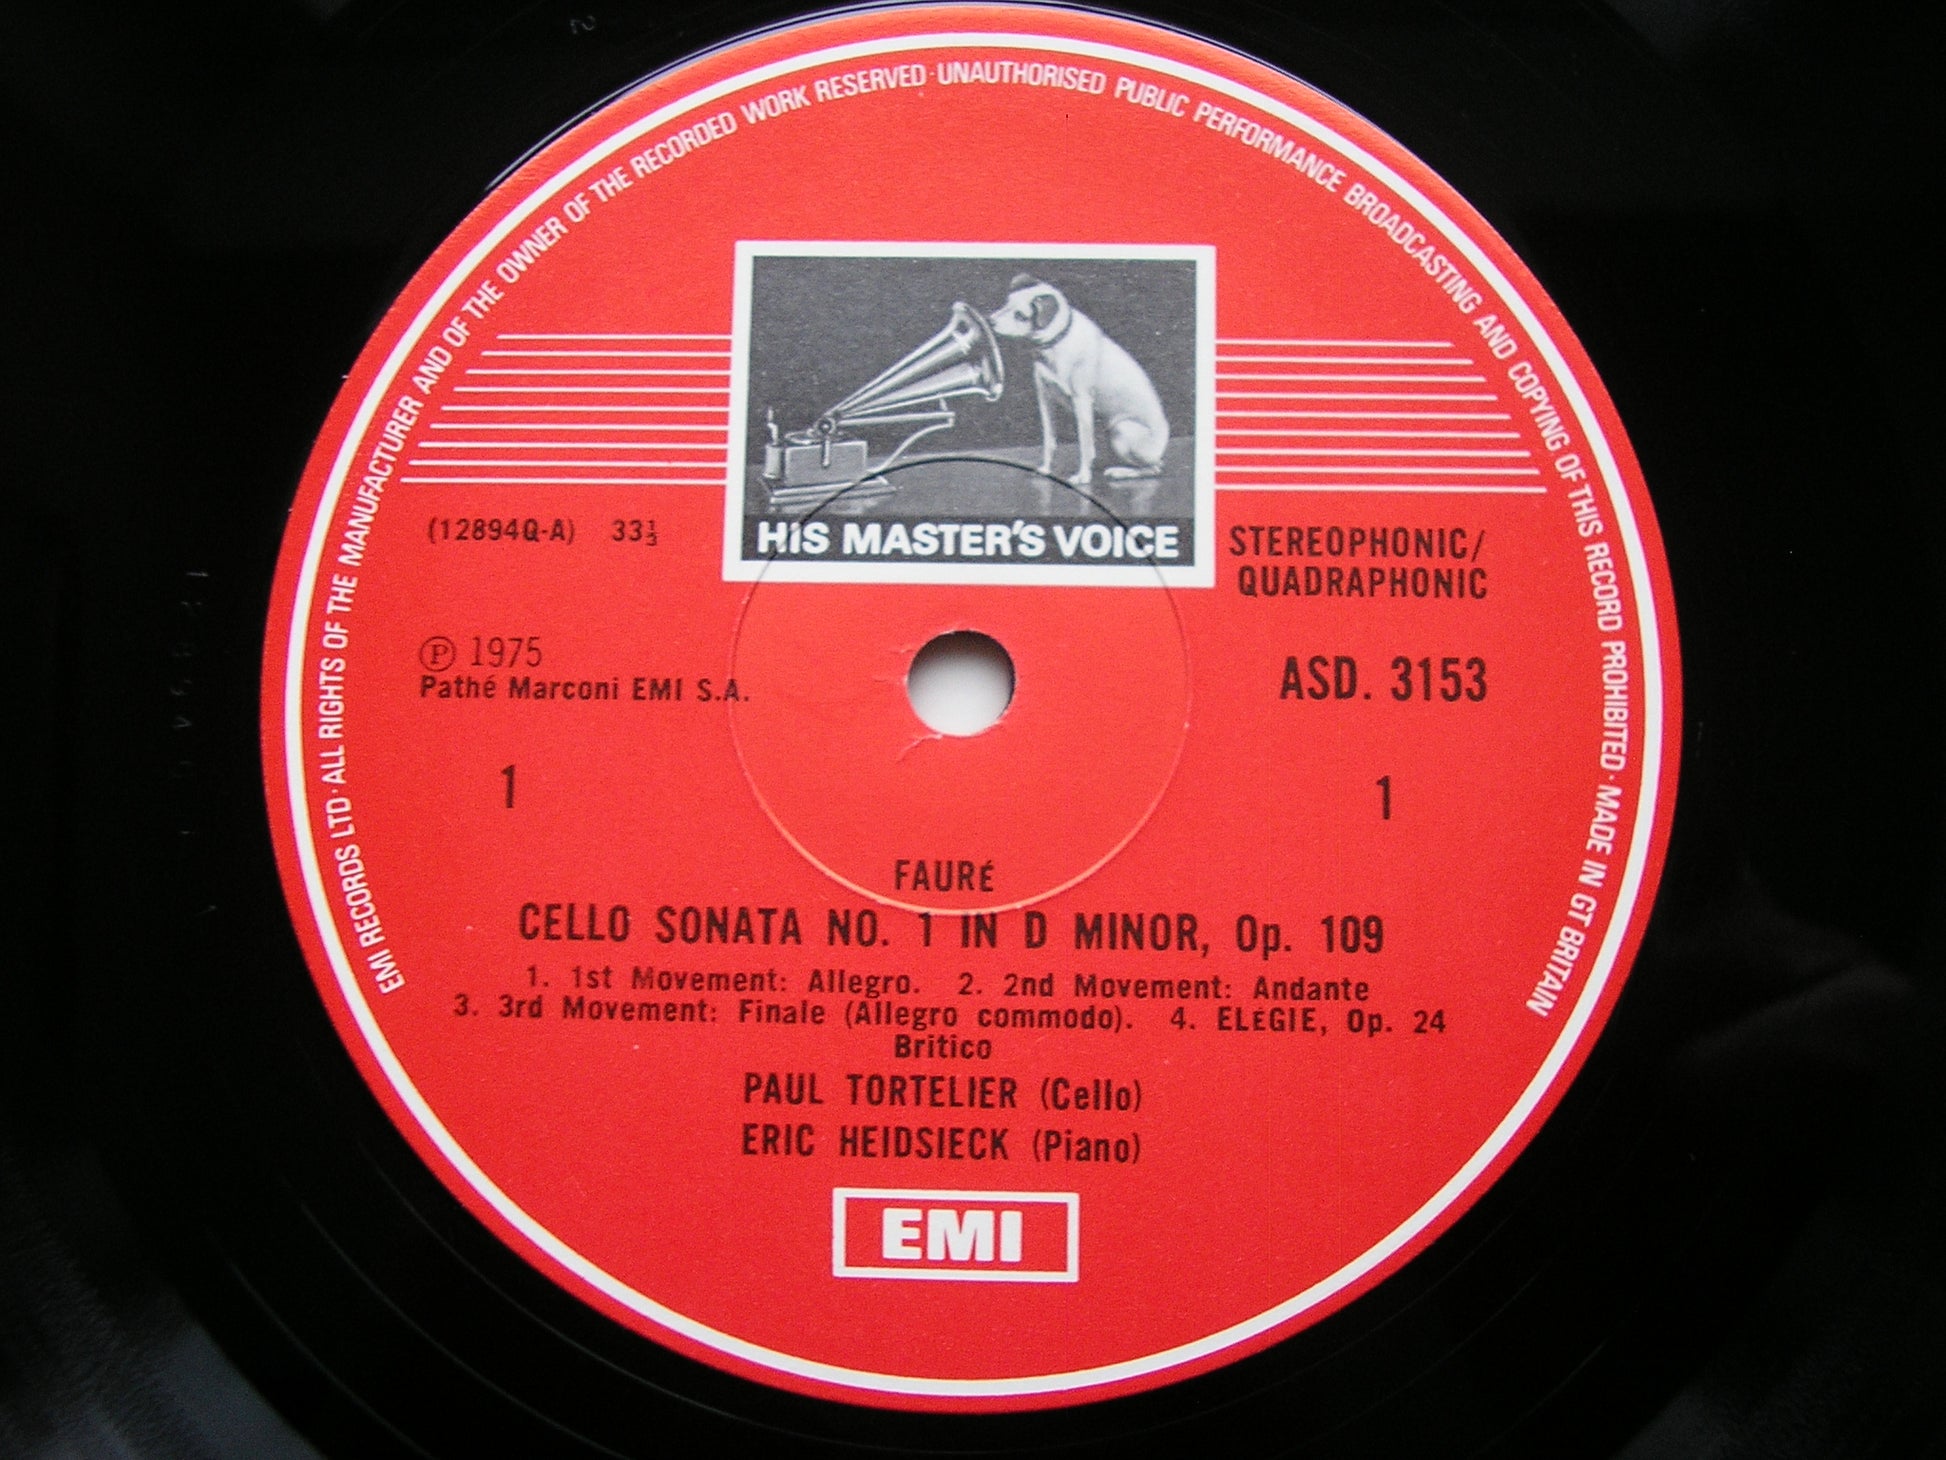 EMI RECORDS LTD · ALL RIGHTS OF THE MANUFACTURER AND OF THE OWNER OF THE RECORDED WORK RESERVED · UNAUTHORISED PUBLIC PERFORMANCE BROADCASTING AND COPYING OF THIS RECORD PROHIBITED · MADE IN GT BRITAIN
HIS MASTER'S VOICE
(12894Q-A) 33⅓
STEREOPHONIC/
QUADRAPHONIC
Ⓟ 1975
Pathé Marconi EMI S.A.
ASD. 3153
1 1
FAURÉ
CELLO SONATA NO. 1 IN D MINOR, Op. 109
1. 1st Movement: Allegro. 2. 2nd Movement: Andante
3. 3rd Movement: Finale (Allegro commodo). 4. ELÉGIE, Op. 24
Britico
PAUL TORTELIER (Cello)
ERIC HEIDSIECK (Piano)
EMI